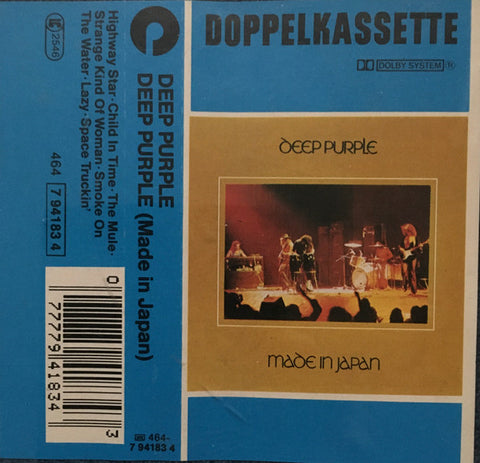 DOPPELKASSETTE
DOLBY SYSTEM
DEEP PURPLE
MADE IN JAPAN
DEEP PURPLE
DEEP PURPLE (Made in Japan)
464-
7 94183 4
Highway Star·Child In Time·The Mule·
Strange Kind Of Woman·Smoke On
The Water·Lazy·Space Truckin'
LC 2546
464
7 94183 4
0 77779 41834 3